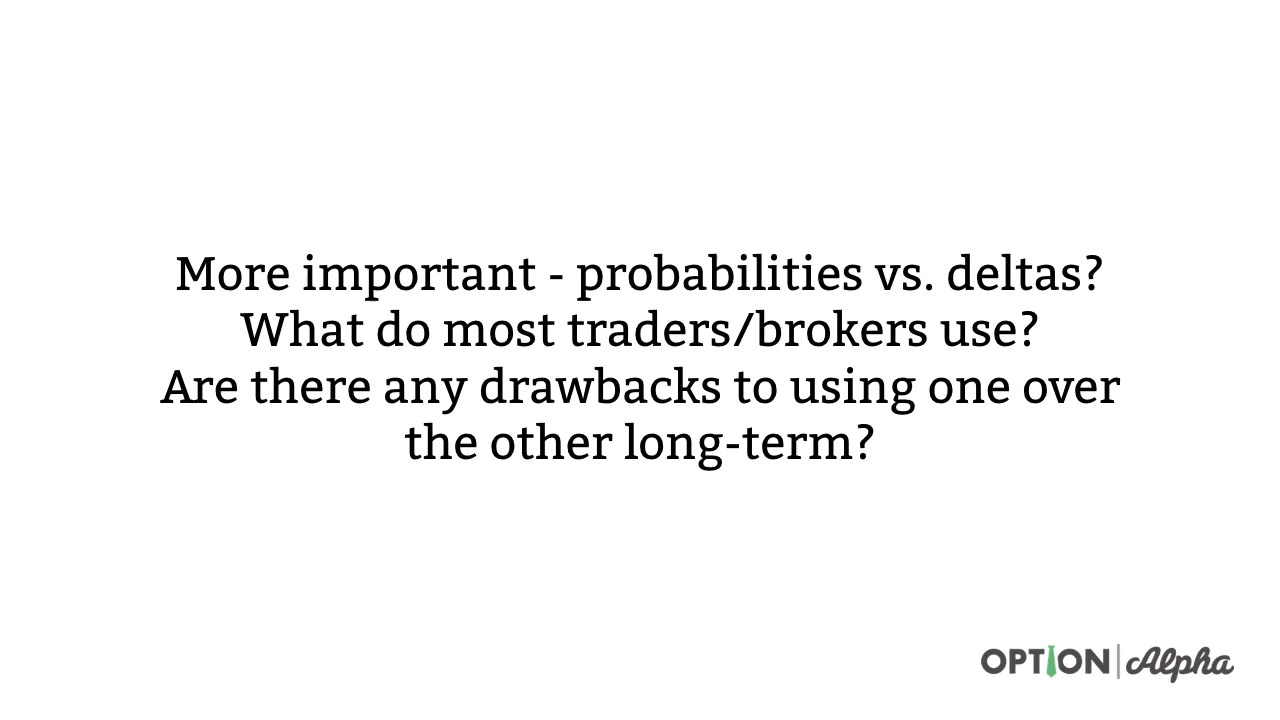 More important - probabilities vs. deltas?
What do most traders/brokers use?
Are there any drawbacks to using one over
the other long-term?
OPTION | Alpha